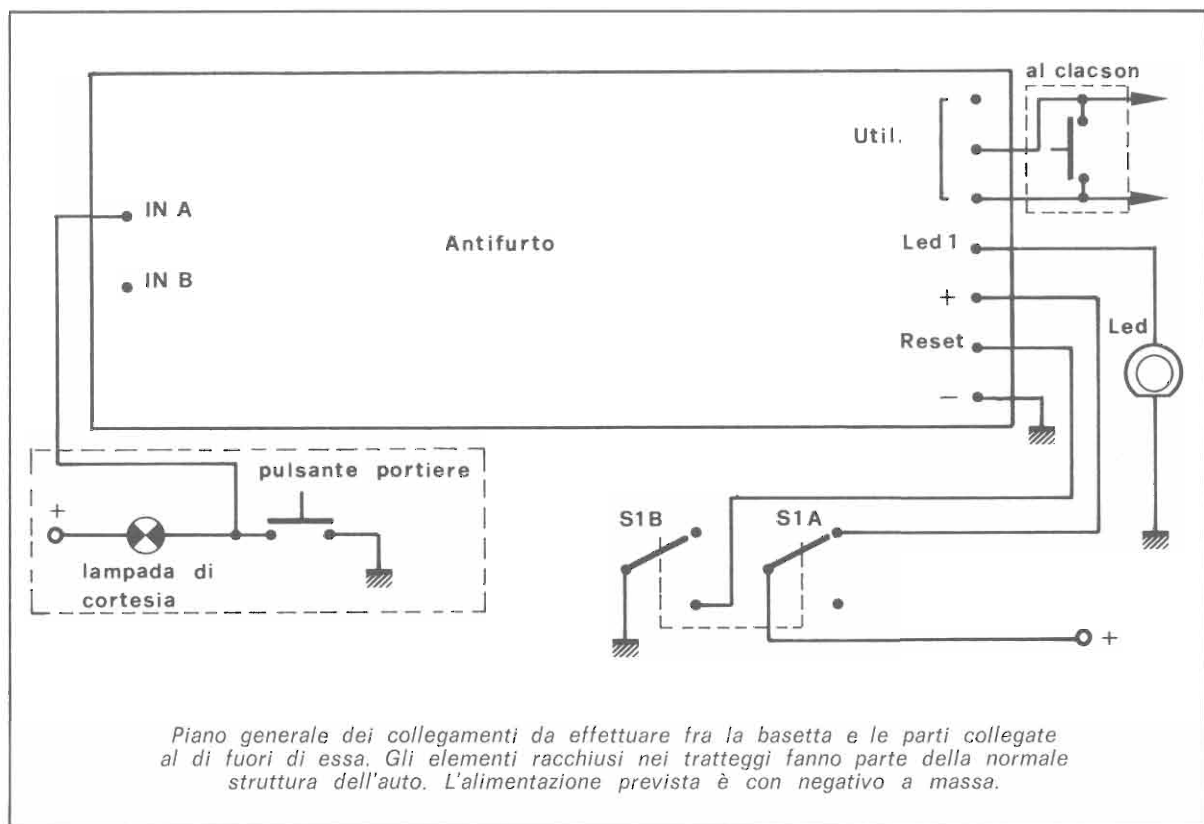 al clacson
Util.
IN A
IN B
Antifurto
Led 1
+
Led
Reset
−
pulsante portiere
+
lampada di
cortesia
S1B
S1A
+
Piano generale dei collegamenti da effettuare fra la basetta e le parti collegate
al di fuori di essa. Gli elementi racchiusi nei tratteggi fanno parte della normale
struttura dell'auto. L'alimentazione prevista è con negativo a massa.